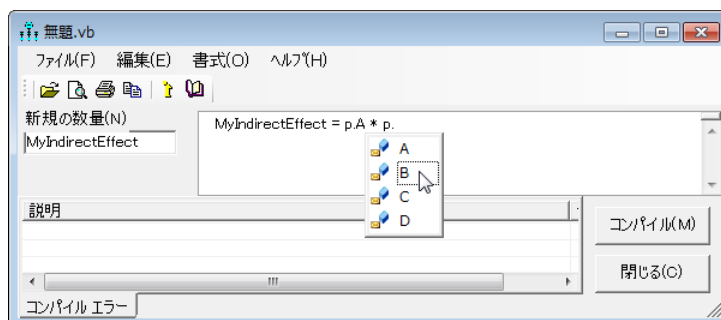 無題.vb
ファイル(F) 編集(E) 書式(O) ヘルプ(H)
新規の数量(N)
MyIndirectEffect
MyIndirectEffect = p.A * p.
A
B
C
D
説明
コンパイル(M)
閉じる(C)
コンパイル エラー